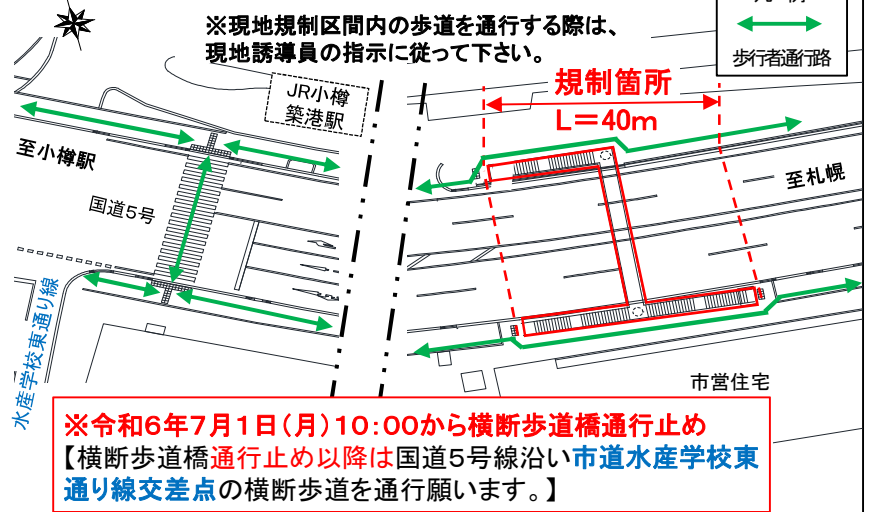 ※現地規制区間内の歩道を通行する際は、
現地誘導員の指示に従って下さい。
歩行者通行路
JR小樽
築港駅
規制箇所
L=40m
至小樽駅
国道5号
至札幌
水産学校東通り線
市営住宅
※令和6年7月1日(月)10:00から横断歩道橋通行止め
【横断歩道橋通行止め以降は国道5号線沿い市道水産学校東
通り線交差点の横断歩道を通行願います。】